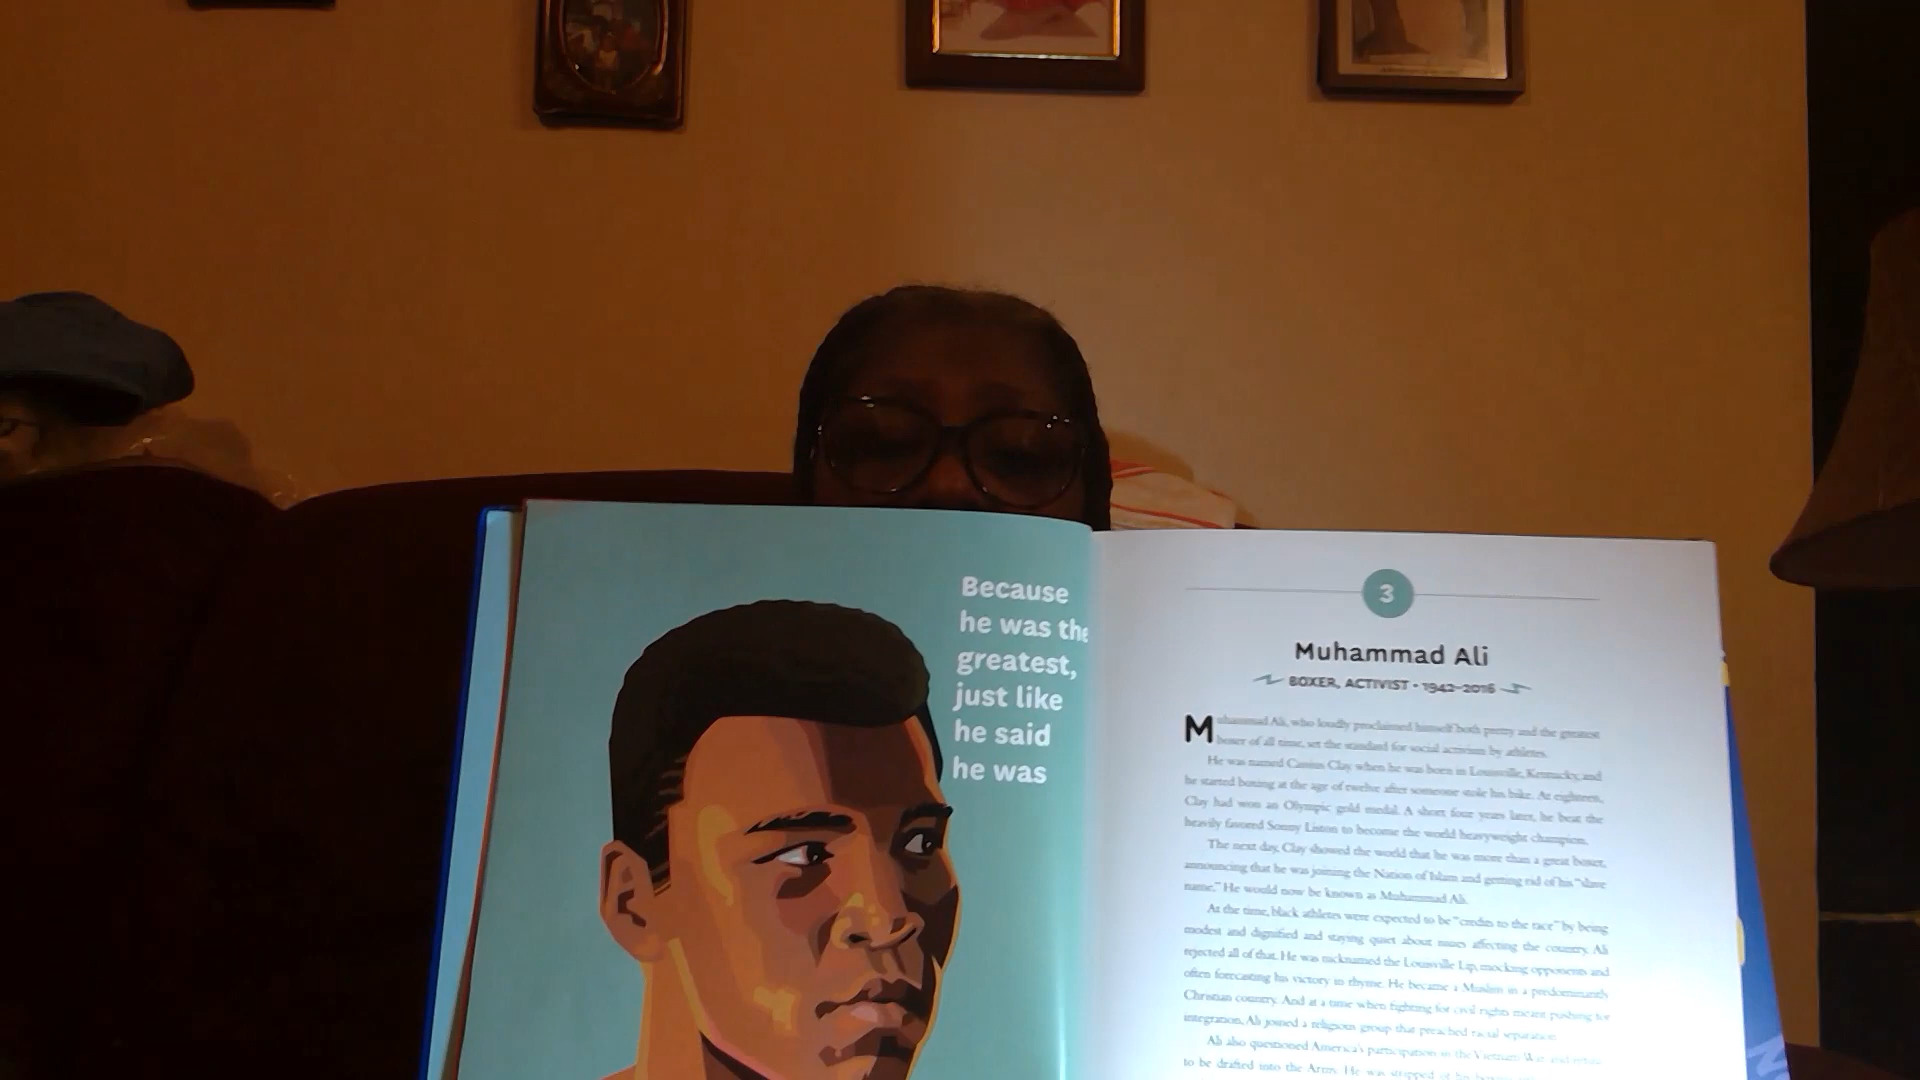 Because
he was the
greatest,
just like
he said
he was
3
Muhammad Ali
BOXER, ACTIVIST • 1942–2016
Muhammad Ali, who loudly proclaimed himself both pretty and the greatest
boxer of all time, set the standard for social activism by athletes.
He was named Cassius Clay when he was born in Louisville, Kentucky, and
he started boxing at the age of twelve after someone stole his bike. At eighteen,
Clay had won an Olympic gold medal. A short four years later, he beat the
heavily favored Sonny Liston to become the world heavyweight champion.
The next day, Clay showed the world that he was more than a great boxer,
announcing that he was joining the Nation of Islam and getting rid of his "slave
name." He would now be known as Muhammad Ali.
At the time, black athletes were expected to be "credits to the race" by being
modest and dignified and staying quiet about issues affecting the country. Ali
rejected all of that. He was nicknamed the Louisville Lip, mocking opponents and
often forecasting his victory in rhyme. He became a Muslim in a predominantly
Christian country. And at a time when fighting for civil rights meant pushing for
integration, Ali joined a religious group that preached racial separation.
Ali also questioned America's participation in the Vietnam War and
to be drafted into the Army. He was stripped of his boxing